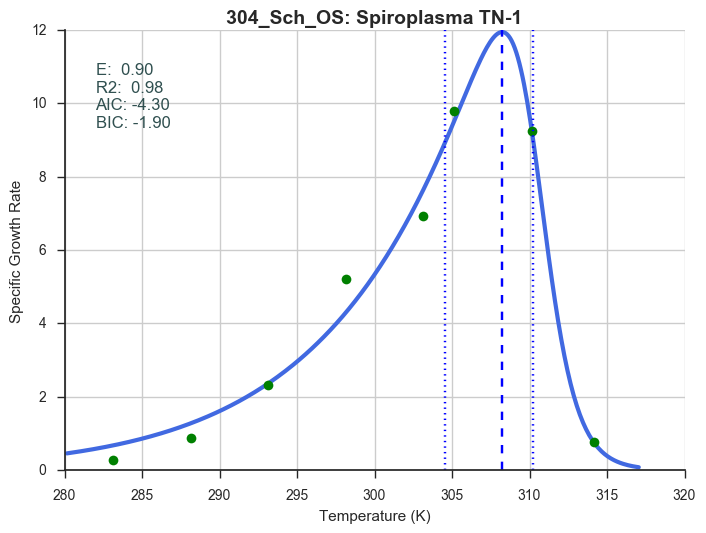 304_Sch_OS: Spiroplasma TN-1
E: 0.90
R2: 0.98
AIC: -4.30
BIC: -1.90
Specific Growth Rate
12
10
8
6
4
2
0
280 285 290 295 300 305 310 315 320
Temperature (K)